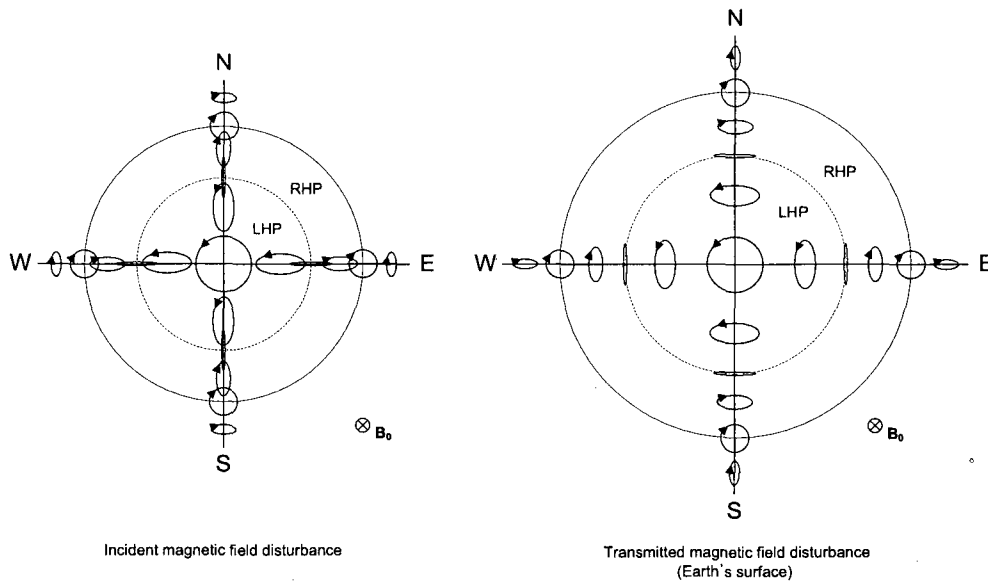 N
RHP
LHP
W
E
B₀
S
Incident magnetic field disturbance
N
RHP
LHP
W
E
B₀
S
Transmitted magnetic field disturbance
(Earth's surface)